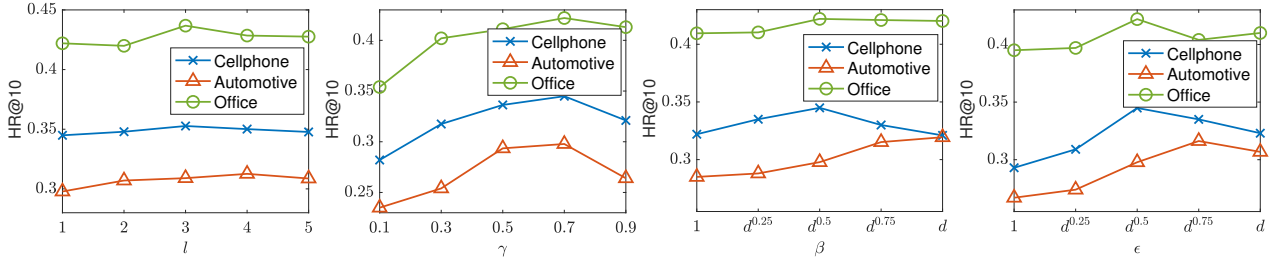 HR@10
0.45
0.4
0.35
0.3
Cellphone
Automotive
Office
1 2 3 4 5
l
HR@10
0.4
0.35
0.3
0.25
Cellphone
Automotive
Office
0.1 0.3 0.5 0.7 0.9
γ
HR@10
0.4
0.35
0.3
Cellphone
Automotive
Office
1 d^0.25 d^0.5 d^0.75 d
β
HR@10
0.4
0.35
0.3
Cellphone
Automotive
Office
1 d^0.25 d^0.5 d^0.75 d
ϵ